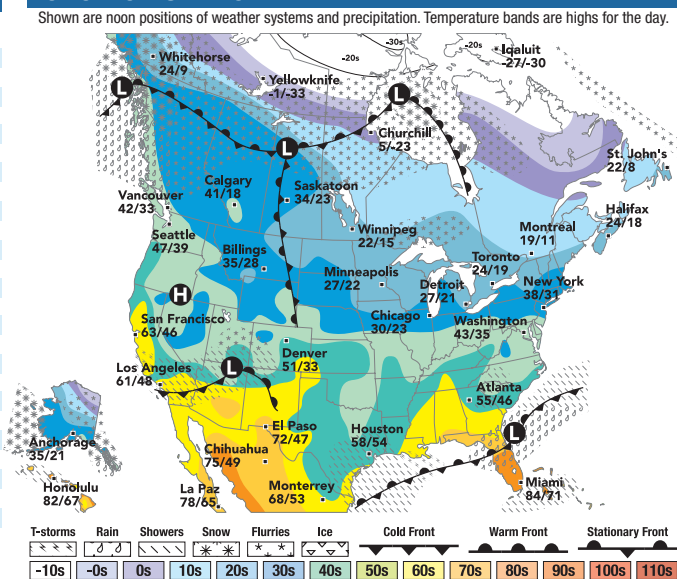 Shown are noon positions of weather systems and precipitation. Temperature bands are highs for the day.
-30s
-20s
-20s
Iqaluit
-27/-30
Whitehorse
24/9
Yellowknife
-1/-33
L
L
Churchill
5/-23
L
St. John's
22/8
Calgary
41/18
Saskatoon
34/23
Vancouver
42/33
Halifax
24/18
Seattle
47/39
Winnipeg
22/15
Montreal
19/11
Billings
35/28
Toronto
24/19
Minneapolis
27/22
Detroit
27/21
New York
38/31
H
San Francisco
63/46
Chicago
30/23
Washington
43/35
Denver
51/33
Los Angeles
61/48
L
Atlanta
55/46
El Paso
72/47
Houston
58/54
L
Anchorage
35/21
Chihuahua
75/49
Honolulu
82/67
La Paz
78/65
Monterrey
68/53
Miami
84/71
T-storms Rain Showers Snow Flurries Ice Cold Front Warm Front Stationary Front
-10s -0s 0s 10s 20s 30s 40s 50s 60s 70s 80s 90s 100s 110s